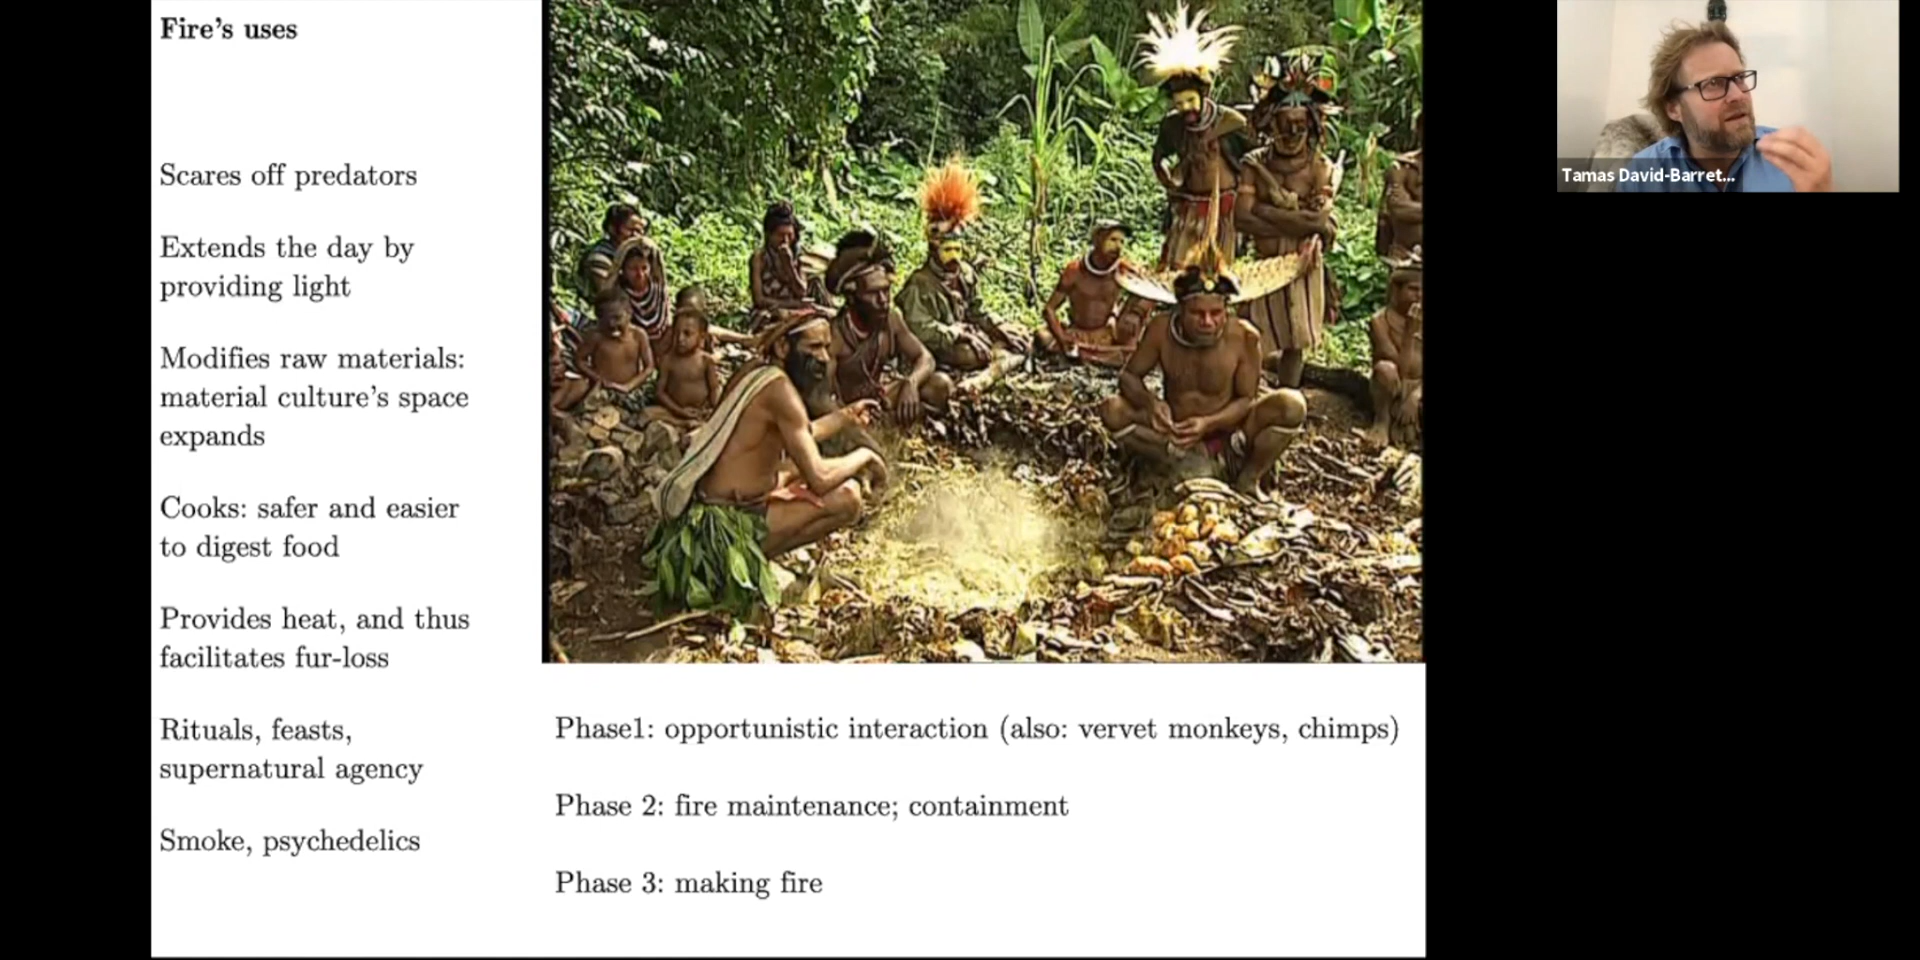 Fire's uses
Scares off predators
Extends the day by
providing light
Modifies raw materials:
material culture's space
expands
Cooks: safer and easier
to digest food
Provides heat, and thus
facilitates fur-loss
Rituals, feasts,
supernatural agency
Smoke, psychedelics
Phase1: opportunistic interaction (also: vervet monkeys, chimps)
Phase 2: fire maintenance; containment
Phase 3: making fire
Tamas David-Barret...